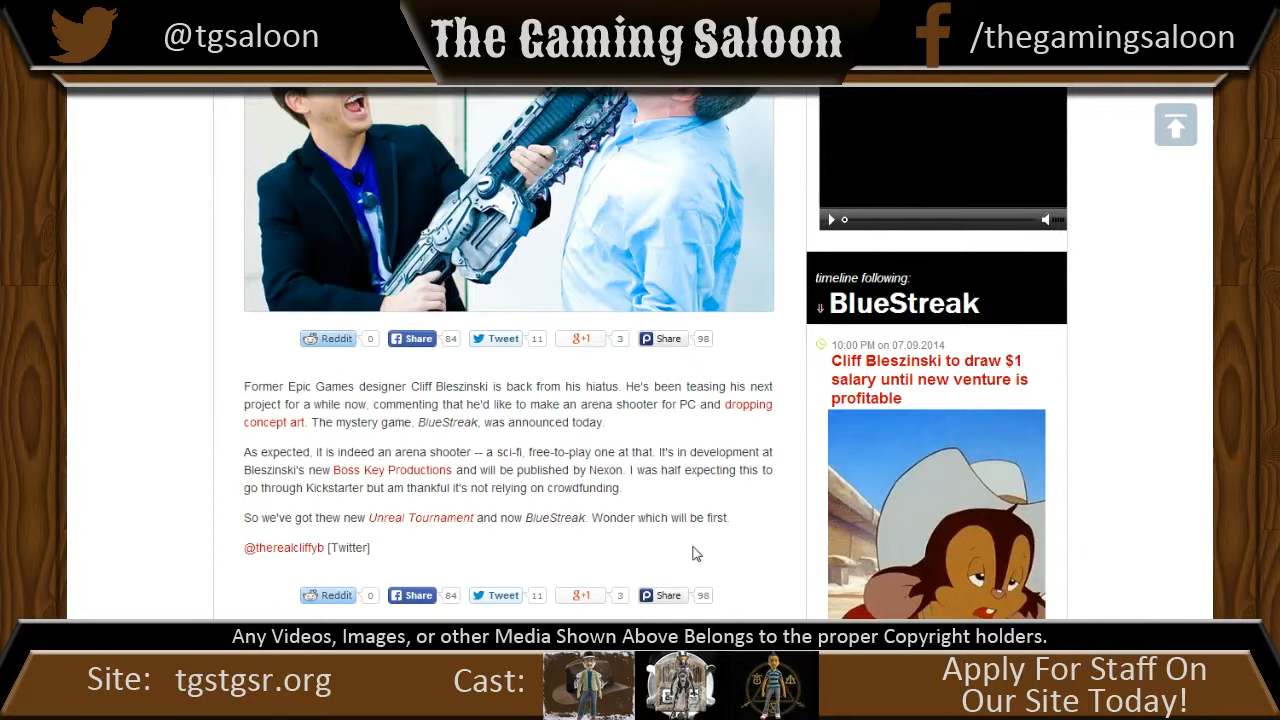 @tgsaloon
The Gaming Saloon
/thegamingsaloon
Reddit 0 Share 84 Tweet 11 +1 3 Share 98
Former Epic Games designer Cliff Bleszinski is back from his hiatus. He's been teasing his next
project for a while now, commenting that he'd like to make an arena shooter for PC and dropping
concept art. The mystery game, BlueStreak, was announced today.
As expected, it is indeed an arena shooter -- a sci-fi, free-to-play one at that. It's in development at
Bleszinski's new Boss Key Productions and will be published by Nexon. I was half expecting this to
go through Kickstarter but am thankful it's not relying on crowdfunding.
So we've got thew new Unreal Tournament and now BlueStreak. Wonder which will be first.
@therealcliffyb [Twitter]
Reddit 0 Share 84 Tweet 11 +1 3 Share 98
timeline following:
⇓ BlueStreak
10:00 PM on 07.09.2014
Cliff Bleszinski to draw $1
salary until new venture is
profitable
Any Videos, Images, or other Media Shown Above Belongs to the proper Copyright holders.
Site: tgstgsr.org
Cast:
Apply For Staff On
Our Site Today!